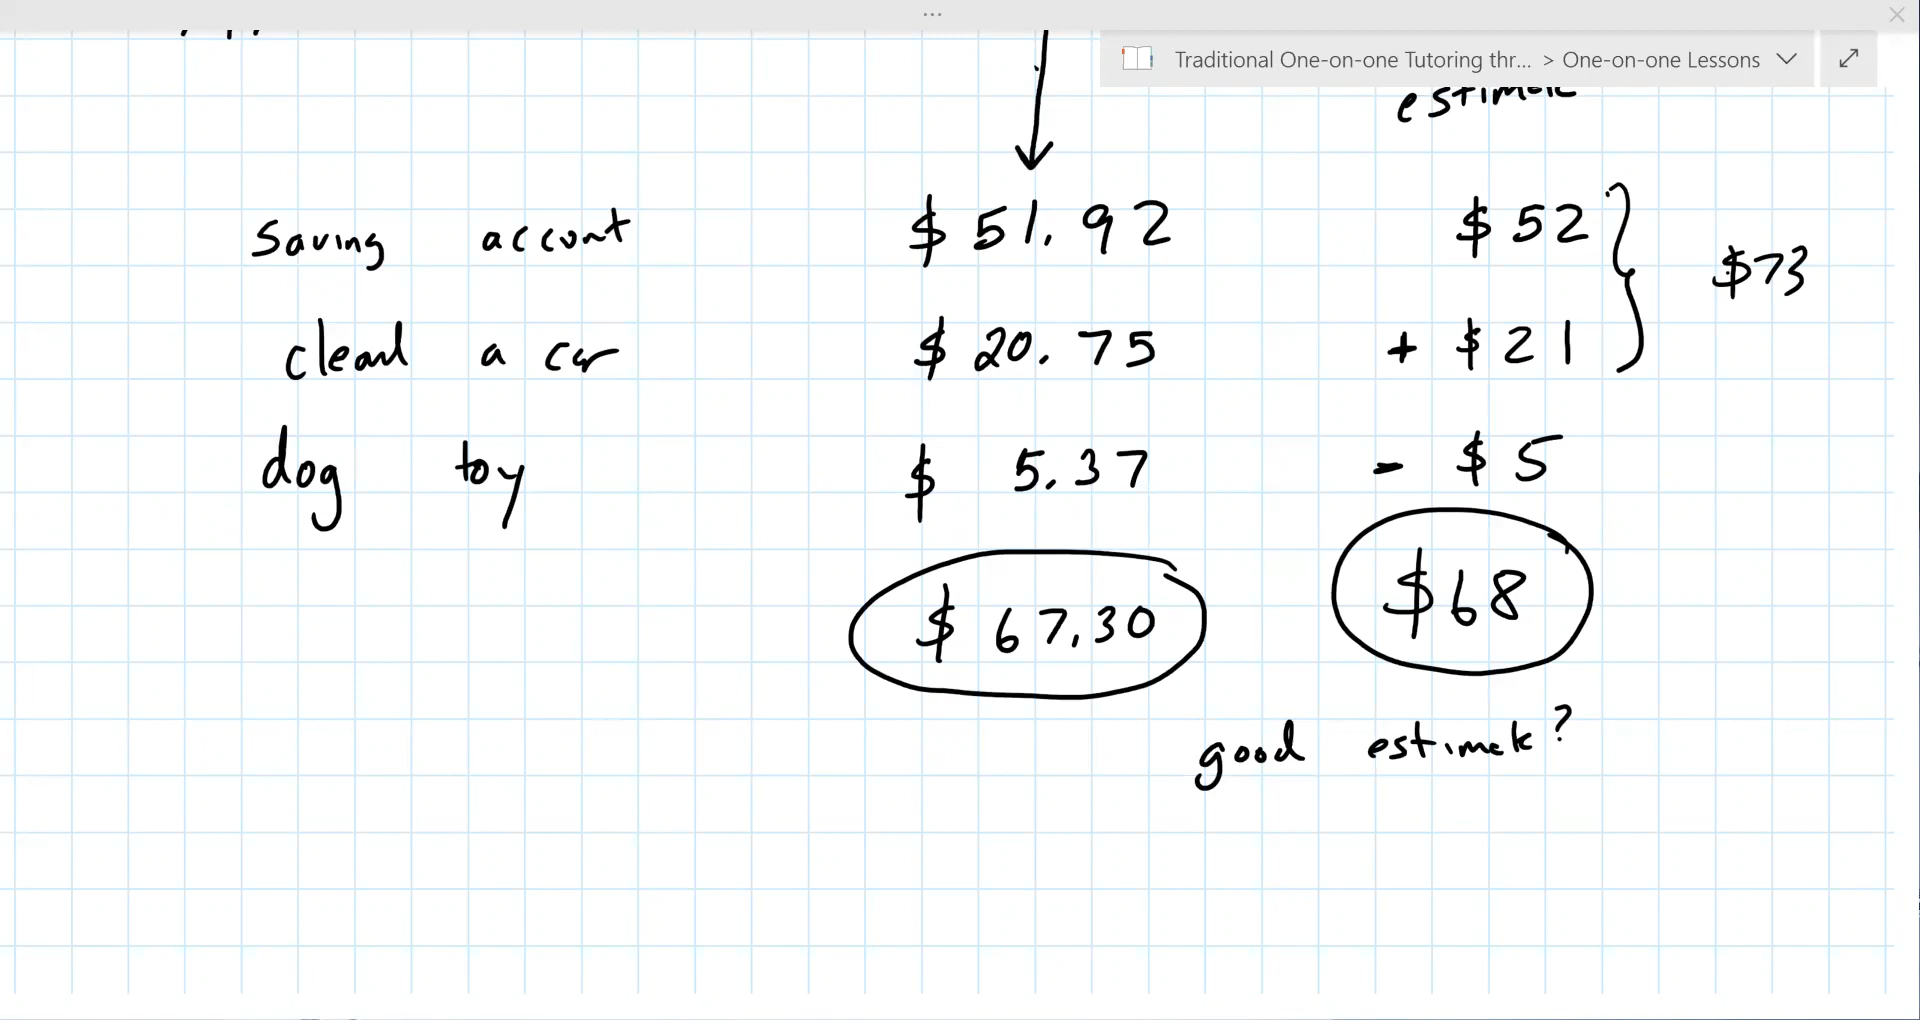 Traditional One-on-one Tutoring thr... > One-on-one Lessons
estimate
Saving account $51.92 $52
$73
clean a car $20.75 + $21
dog toy $ 5.37 - $5
$67.30 $68
good estimate?